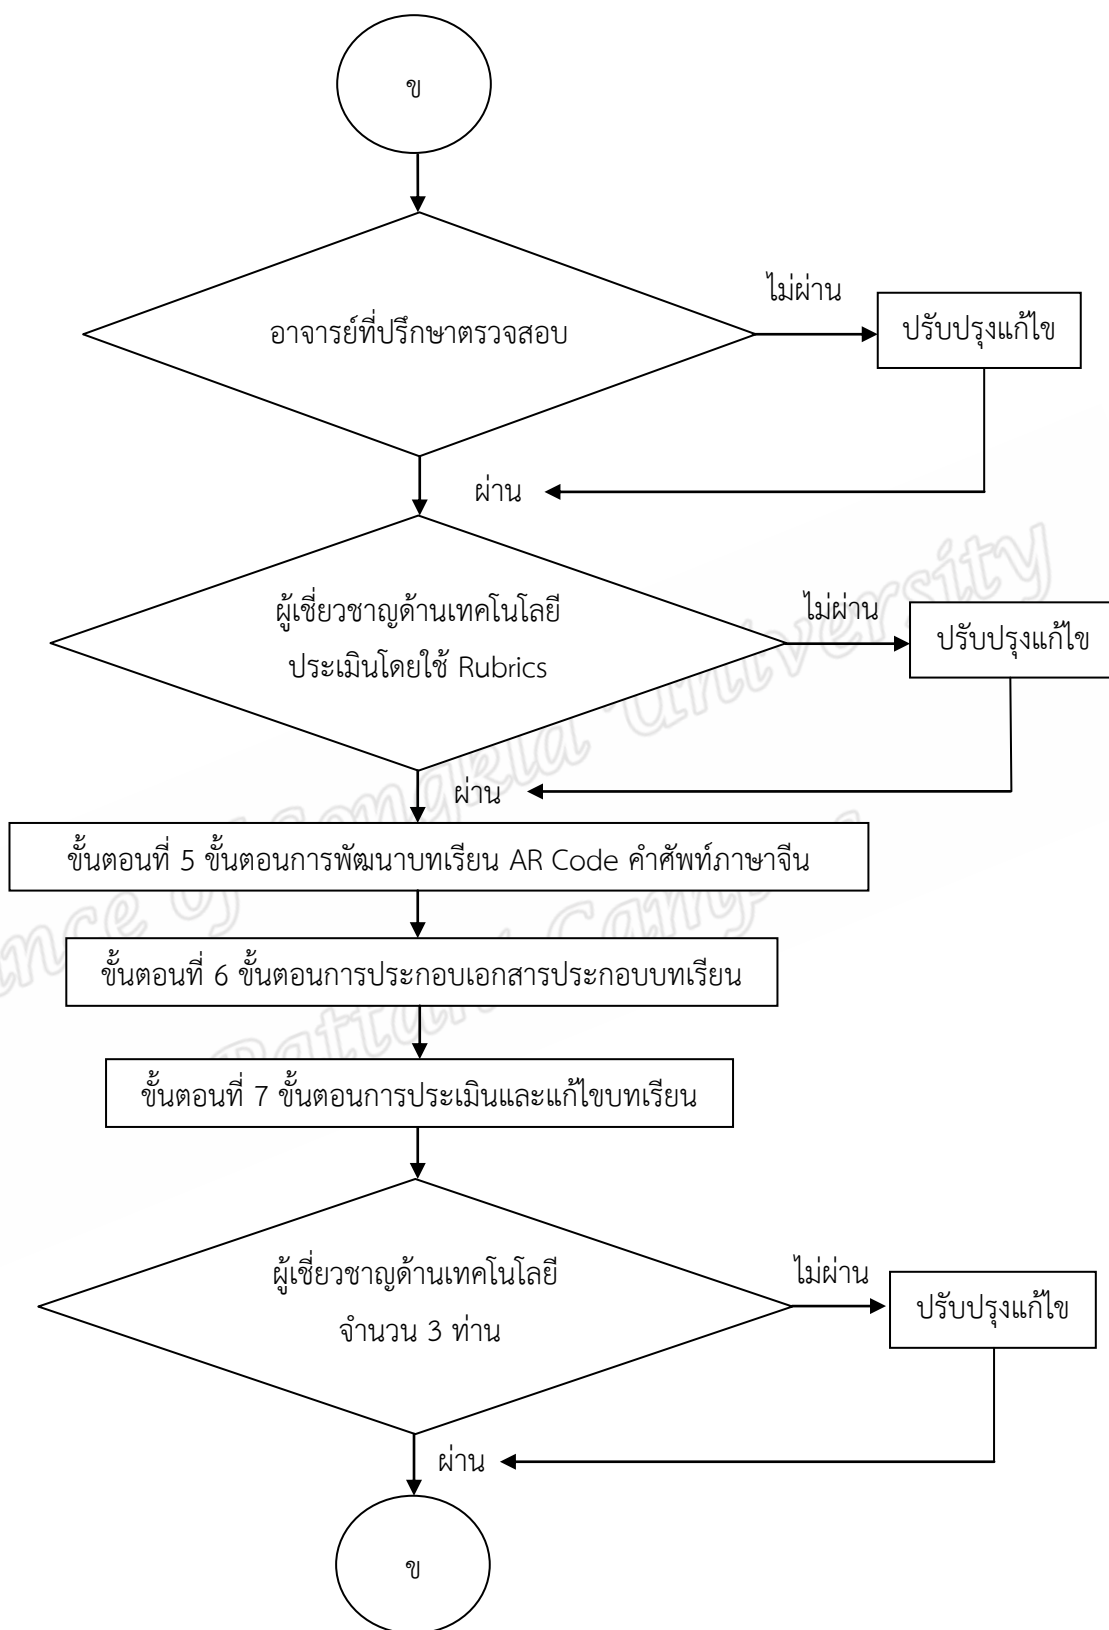 ข
อาจารย์ที่ปรึกษาตรวจสอบ
ไม่ผ่าน
ปรับปรุงแก้ไข
ผ่าน
ผู้เชี่ยวชาญด้านเทคโนโลยี
ประเมินโดยใช้ Rubrics
ไม่ผ่าน
ปรับปรุงแก้ไข
ผ่าน
ขั้นตอนที่ 5 ขั้นตอนการพัฒนาบทเรียน AR Code คำศัพท์ภาษาจีน
ขั้นตอนที่ 6 ขั้นตอนการประกอบเอกสารประกอบบทเรียน
ขั้นตอนที่ 7 ขั้นตอนการประเมินและแก้ไขบทเรียน
ผู้เชี่ยวชาญด้านเทคโนโลยี
จำนวน 3 ท่าน
ไม่ผ่าน
ปรับปรุงแก้ไข
ผ่าน
ข
of Songkla University
Pattani Campus